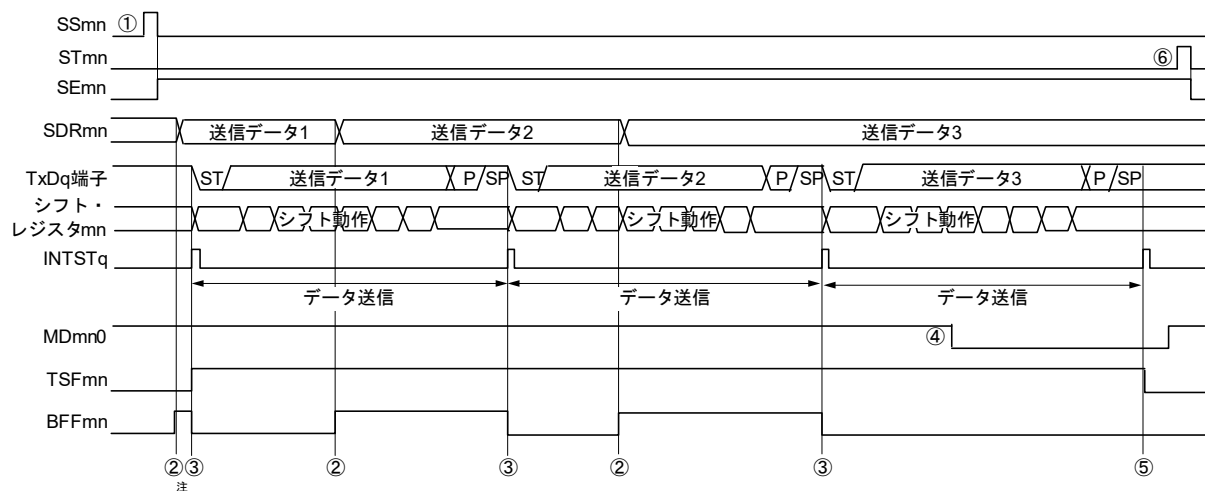 SSmn ①
STmn ⑥
SEmn
SDRmn 送信データ1 送信データ2 送信データ3
TxDq端子 ST 送信データ1 P SP ST 送信データ2 P SP ST 送信データ3 P SP
シフト・
レジスタmn シフト動作 シフト動作 シフト動作
INTSTq
データ送信 データ送信 データ送信
MDmn0 ④
TSFmn
BFFmn
②③ ② ③ ② ③ ⑤
注